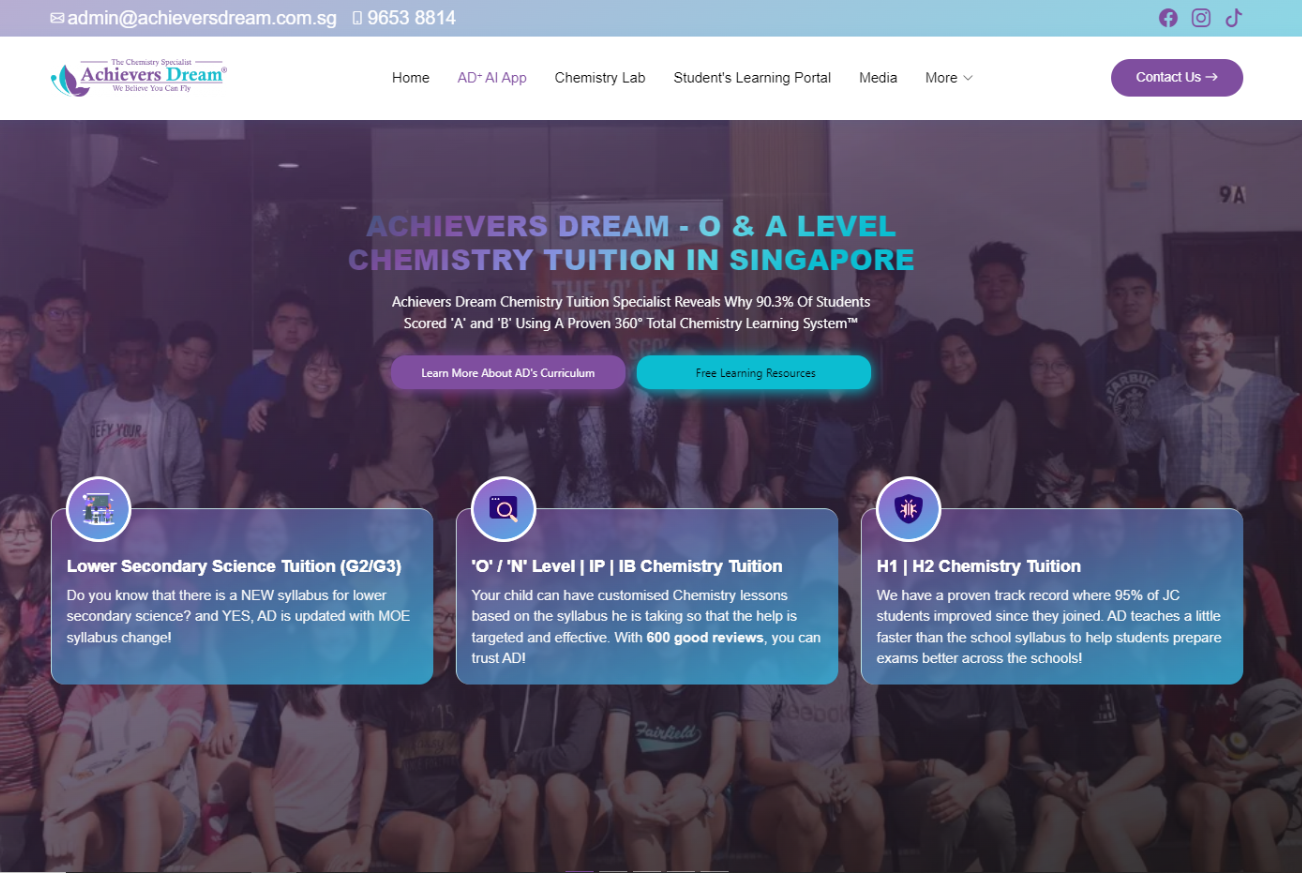 admin@achieversdream.com.sg 9653 8814
The Chemistry Specialist
Achievers Dream®
We Believe You Can Fly
Home AD+ AI App Chemistry Lab Student's Learning Portal Media More Contact Us →
9A
ACHIEVERS DREAM - O & A LEVEL
CHEMISTRY TUITION IN SINGAPORE
THE 'O' LE
Achievers Dream Chemistry Tuition Specialist Reveals Why 90.3% Of Students
Scored 'A' and 'B' Using A Proven 360° Total Chemistry Learning System™
Learn More About AD's Curriculum Free Learning Resources
STARBUCKS
DEFY YOUR
Lower Secondary Science Tuition (G2/G3)
Do you know that there is a NEW syllabus for lower
secondary science? and YES, AD is updated with MOE
syllabus change!
'O' / 'N' Level | IP | IB Chemistry Tuition
Your child can have customised Chemistry lessons
based on the syllabus he is taking so that the help is
targeted and effective. With 600 good reviews, you can
trust AD!
H1 | H2 Chemistry Tuition
We have a proven track record where 95% of JC
students improved since they joined. AD teaches a little
faster than the school syllabus to help students prepare
exams better across the schools!
Reebok
Fairfield